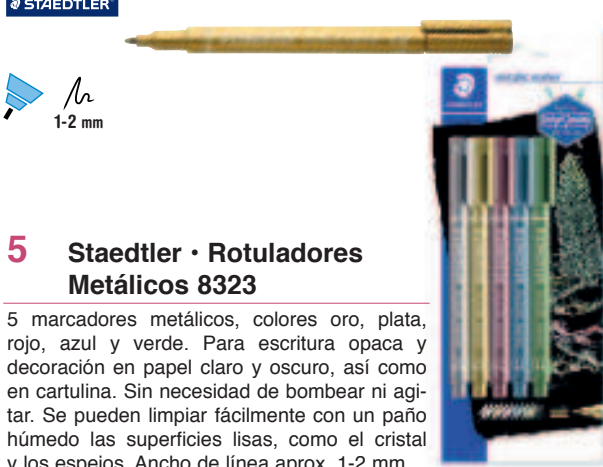 STAEDTLER
1-2 mm
metallic marker
STAEDTLER
5 Staedtler • Rotuladores
Metálicos 8323
5 marcadores metálicos, colores oro, plata,
rojo, azul y verde. Para escritura opaca y
decoración en papel claro y oscuro, así como
en cartulina. Sin necesidad de bombear ni agi-
tar. Se pueden limpiar fácilmente con un paño
húmedo las superficies lisas, como el cristal
y los espejos. Ancho de línea aprox. 1-2 mm